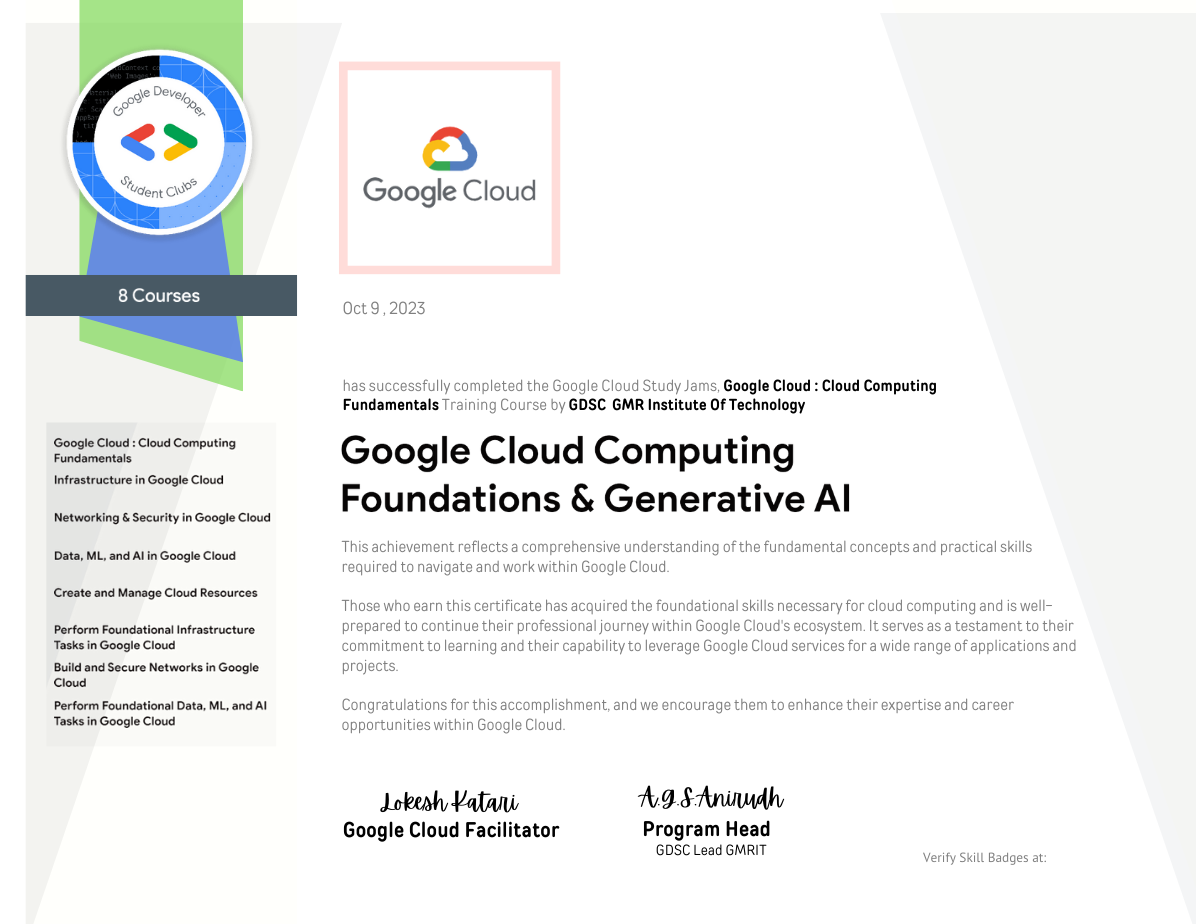 Google Developer
Student Clubs
8 Courses
Google Cloud : Cloud Computing
Fundamentals
Infrastructure in Google Cloud
Networking & Security in Google Cloud
Data, ML, and AI in Google Cloud
Create and Manage Cloud Resources
Perform Foundational Infrastructure
Tasks in Google Cloud
Build and Secure Networks in Google
Cloud
Perform Foundational Data, ML, and AI
Tasks in Google Cloud
Google Cloud
Oct 9 , 2023
has successfully completed the Google Cloud Study Jams, Google Cloud : Cloud Computing
Fundamentals Training Course by GDSC GMR Institute Of Technology
Google Cloud Computing
Foundations & Generative AI
This achievement reflects a comprehensive understanding of the fundamental concepts and practical skills
required to navigate and work within Google Cloud.
Those who earn this certificate has acquired the foundational skills necessary for cloud computing and is well-
prepared to continue their professional journey within Google Cloud's ecosystem. It serves as a testament to their
commitment to learning and their capability to leverage Google Cloud services for a wide range of applications and
projects.
Congratulations for this accomplishment, and we encourage them to enhance their expertise and career
opportunities within Google Cloud.
Lokesh Katari
Google Cloud Facilitator
A.G.S.Anirudh
Program Head
GDSC Lead GMRIT
Verify Skill Badges at: